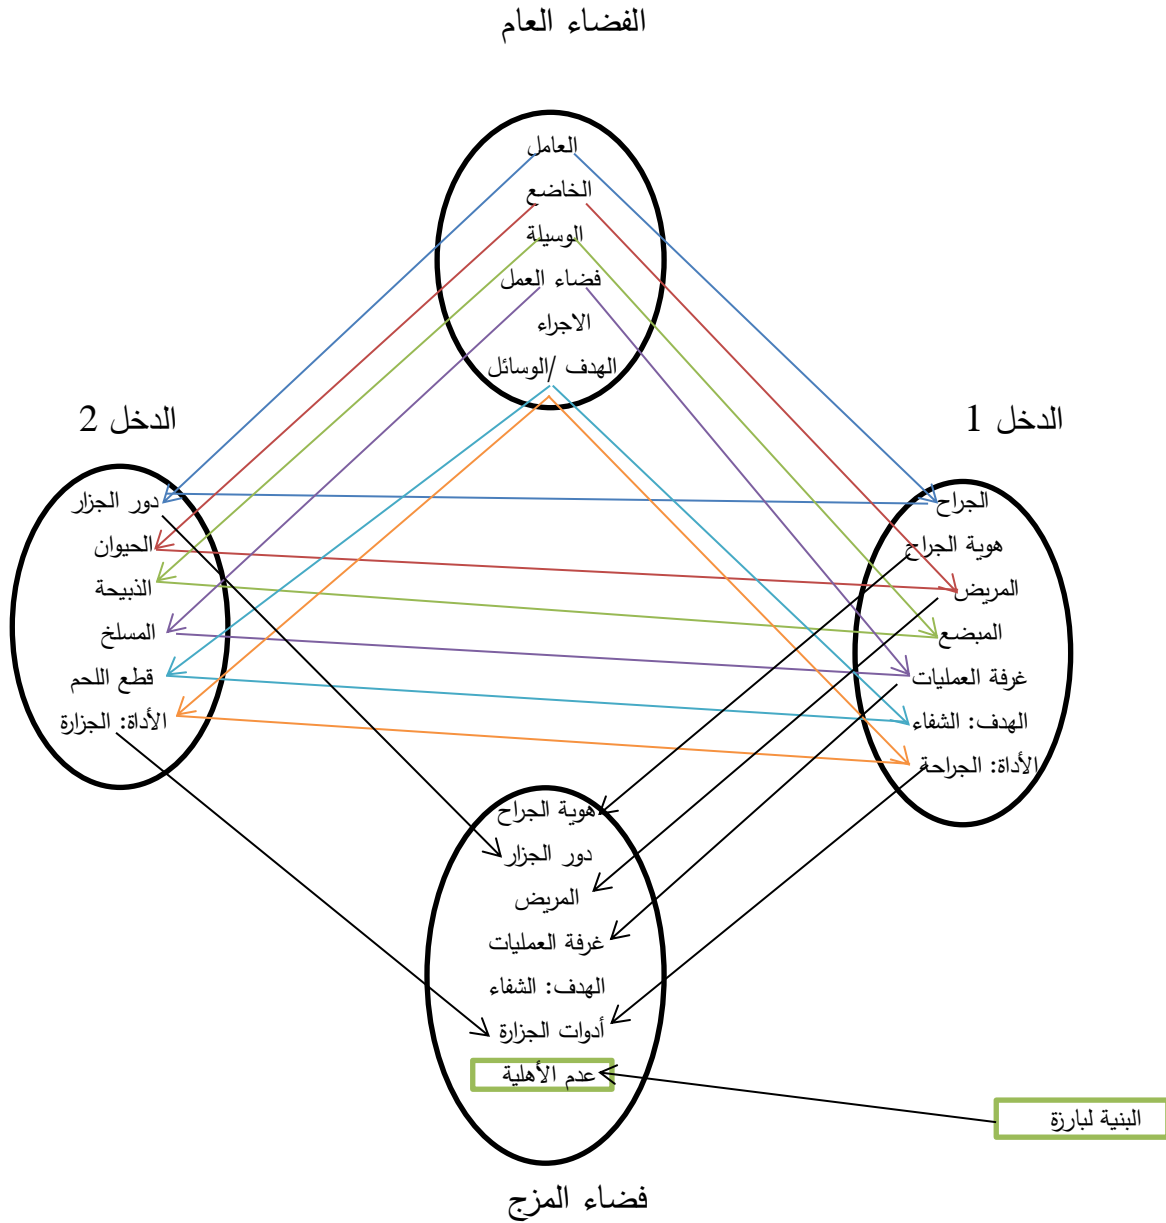 الفضاء العام
العامل
الخاضع
الوسيلة
فضاء العمل
الاجراء
الهدف /الوسائل
الدخل 1
الجراح
هوية الجراح
المريض
المبضع
غرفة العمليات
الهدف: الشفاء
الأداة: الجراحة
الدخل 2
دور الجزار
الحيوان
الذبيحة
المسلخ
قطع اللحم
الأداة: الجزارة
هوية الجراح
دور الجزار
المريض
غرفة العمليات
الهدف: الشفاء
أدوات الجزارة
عدم الأهلية
البنية لبارزة
فضاء المزج